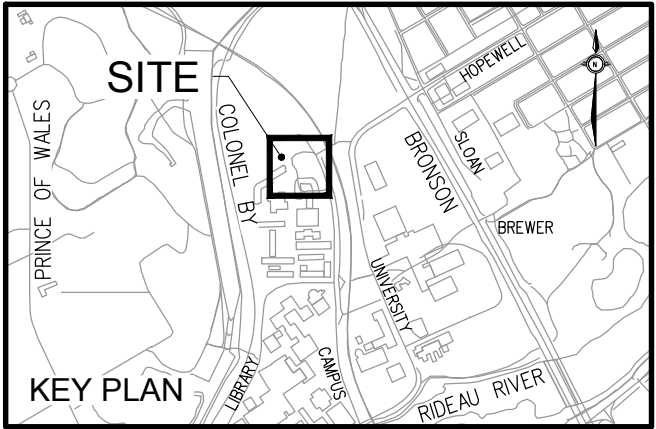 HOPEWELL
N
SITE
PRINCE OF WALES
COLONEL BY
BRONSON
SLOAN
BREWER
UNIVERSITY
LIBRARY
CAMPUS
RIDEAU RIVER
KEY PLAN